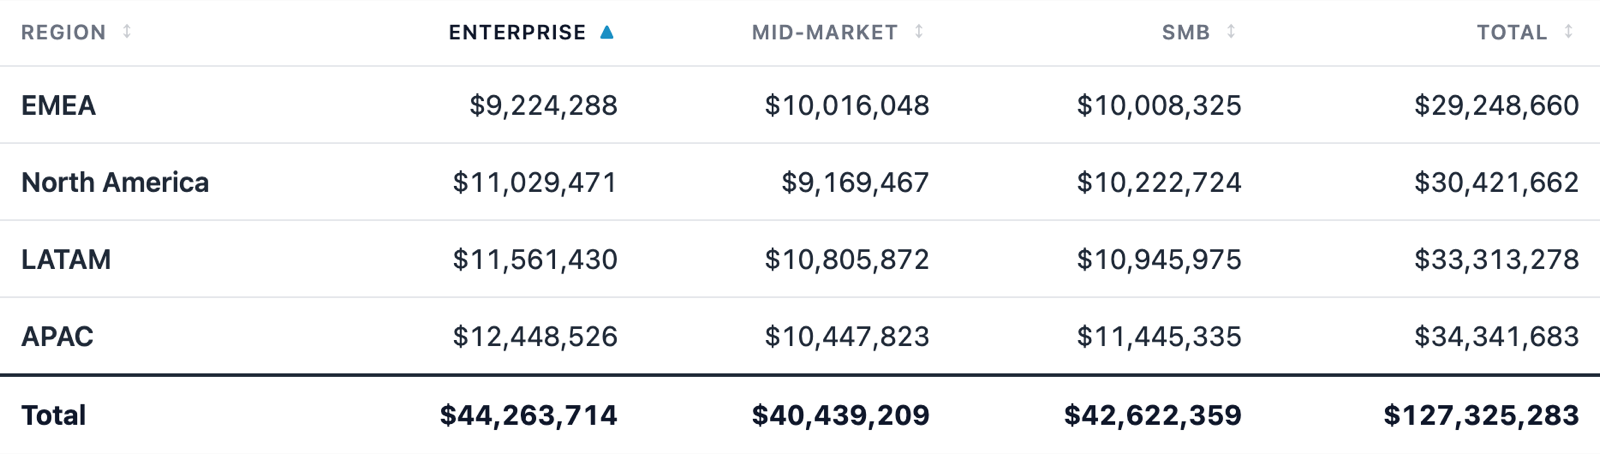 REGION ENTERPRISE MID-MARKET SMB TOTAL
EMEA $9,224,288 $10,016,048 $10,008,325 $29,248,660
North America $11,029,471 $9,169,467 $10,222,724 $30,421,662
LATAM $11,561,430 $10,805,872 $10,945,975 $33,313,278
APAC $12,448,526 $10,447,823 $11,445,335 $34,341,683
Total $44,263,714 $40,439,209 $42,622,359 $127,325,283